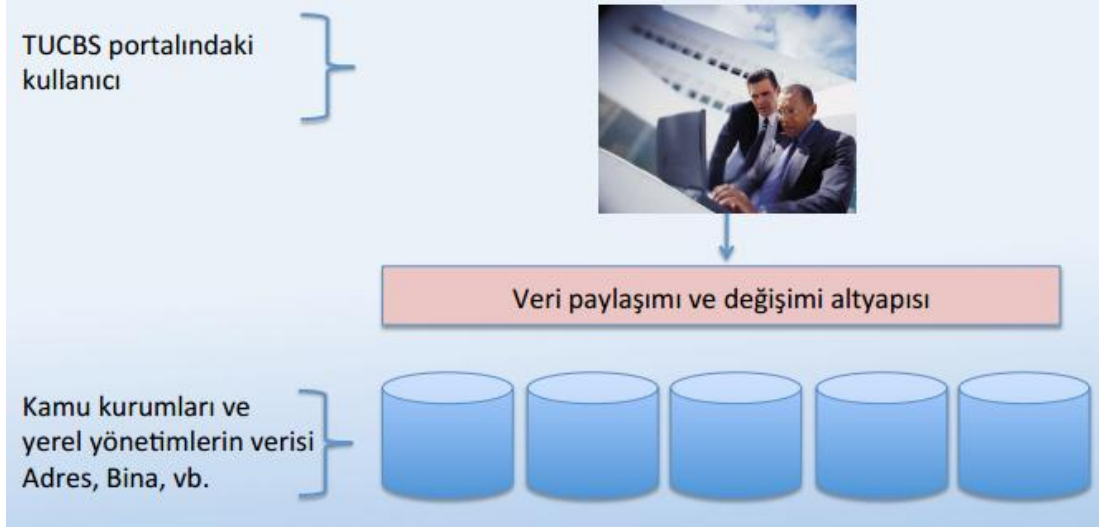 TUCBS portalındaki
kullanıcı
Veri paylaşımı ve değişimi altyapısı
Kamu kurumları ve
yerel yönetimlerin verisi
Adres, Bina, vb.